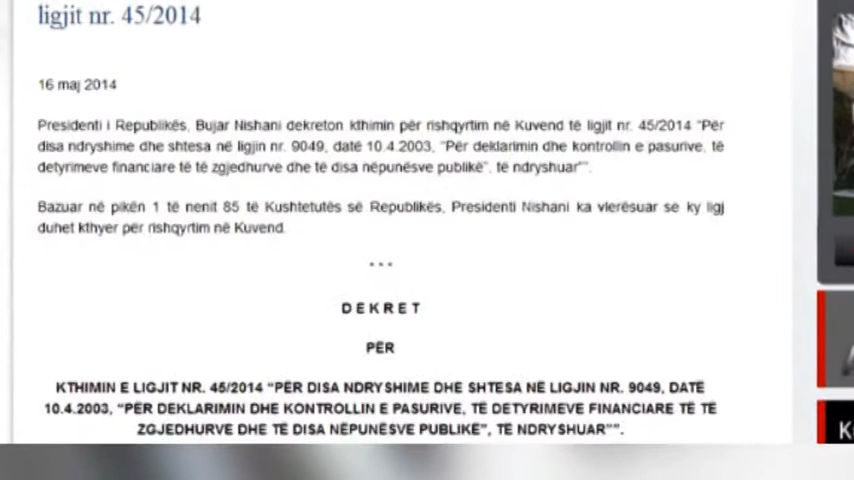 ligjit nr. 45/2014
16 maj 2014
Presidenti i Republikës, Bujar Nishani dekreton kthimin për rishqyrtim në Kuvend të ligjit nr. 45/2014 "Për
disa ndryshime dhe shtesa në ligjin nr. 9049, datë 10.4.2003, "Për deklarimin dhe kontrollin e pasurive, të
detyrimeve financiare të të zgjedhurve dhe të disa nëpunësve publikë", të ndryshuar"".
Bazuar në pikën 1 të nenit 85 të Kushtetutës së Republikës, Presidenti Nishani ka vlerësuar se ky ligj
duhet kthyer për rishqyrtim në Kuvend.
***
D E K R E T
PËR
KTHIMIN E LIGJIT NR. 45/2014 "PËR DISA NDRYSHIME DHE SHTESA NË LIGJIN NR. 9049, DATË
10.4.2003, "PËR DEKLARIMIN DHE KONTROLLIN E PASURIVE, TË DETYRIMEVE FINANCIARE TË TË
ZGJEDHURVE DHE TË DISA NËPUNËSVE PUBLIKË", TË NDRYSHUAR"".